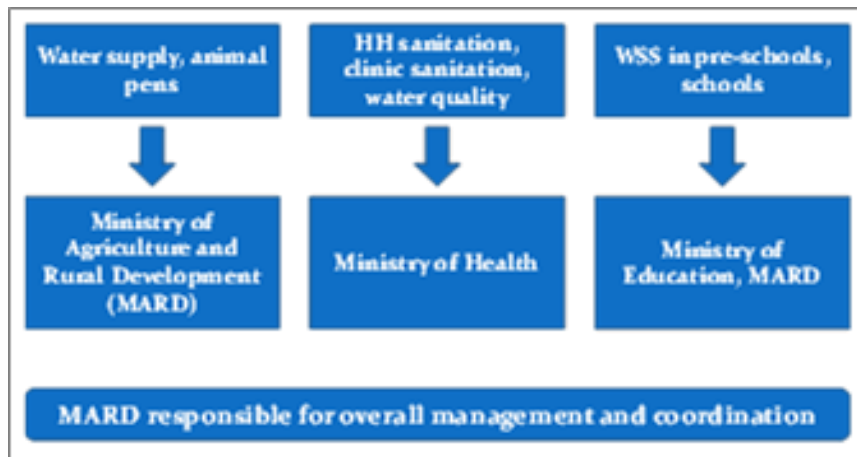 Water supply, animal
pens
HH sanitation,
clinic sanitation,
water quality
WSS in pre-schools,
schools
Ministry of
Agriculture and
Rural Development
(MARD)
Ministry of Health
Ministry of
Education, MARD
MARD responsible for overall management and coordination